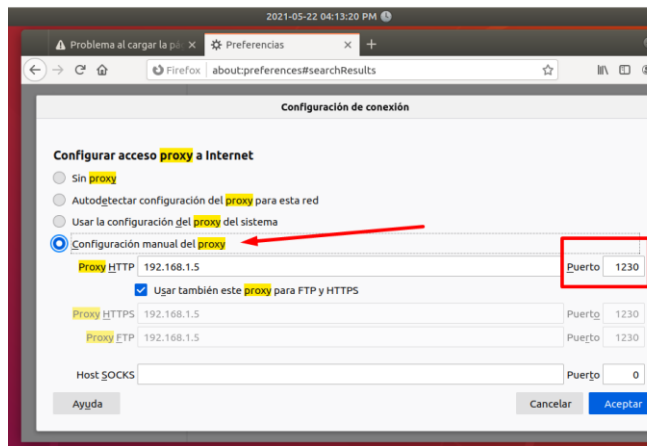 2021-05-22 04:13:20 PM
Problema al cargar la pá
Preferencias
Firefox about:preferences#searchResults
Configuración de conexión
Configurar acceso proxy a Internet
Sin proxy
Autodetectar configuración del proxy para esta red
Usar la configuración del proxy del sistema
Configuración manual del proxy
Proxy HTTP 192.168.1.5 Puerto 1230
Usar también este proxy para FTP y HTTPS
Proxy HTTPS 192.168.1.5 Puerto 1230
Proxy FTP 192.168.1.5 Puerto 1230
Host SOCKS Puerto 0
Ayuda Cancelar Aceptar